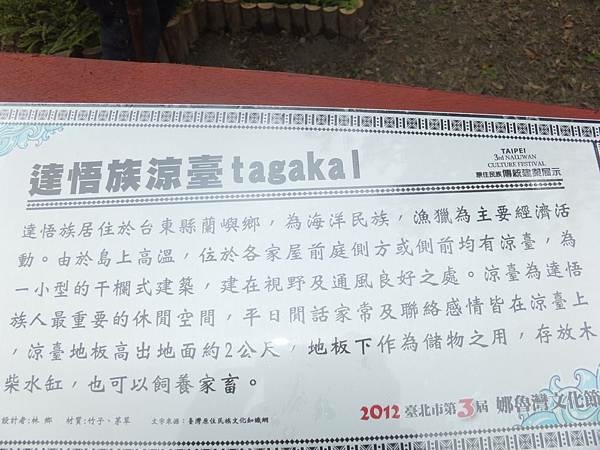 達悟族涼臺tagakal
TAIPEI
3rd NALUWAN
CULTURE FESTIVAL
原住民族傳統建築展示
達悟族居住於台東縣蘭嶼鄉，為海洋民族，漁獵為主要經濟活
動。由於島上高溫，位於各家屋前庭側方或側前均有涼臺，為
一小型的干欄式建築，建在視野及通風良好之處。涼臺為達悟
族人最重要的休閒空間，平日閒話家常及聯絡感情皆在涼臺上
，涼臺地板高出地面約2公尺，地板下作為儲物之用，存放木
柴水缸，也可以飼養家畜。
2012 臺北市第3屆 娜魯灣文化節
設計者:林 鄉 材質:竹子、茅草 文字來源：臺灣原住民族文化知識網